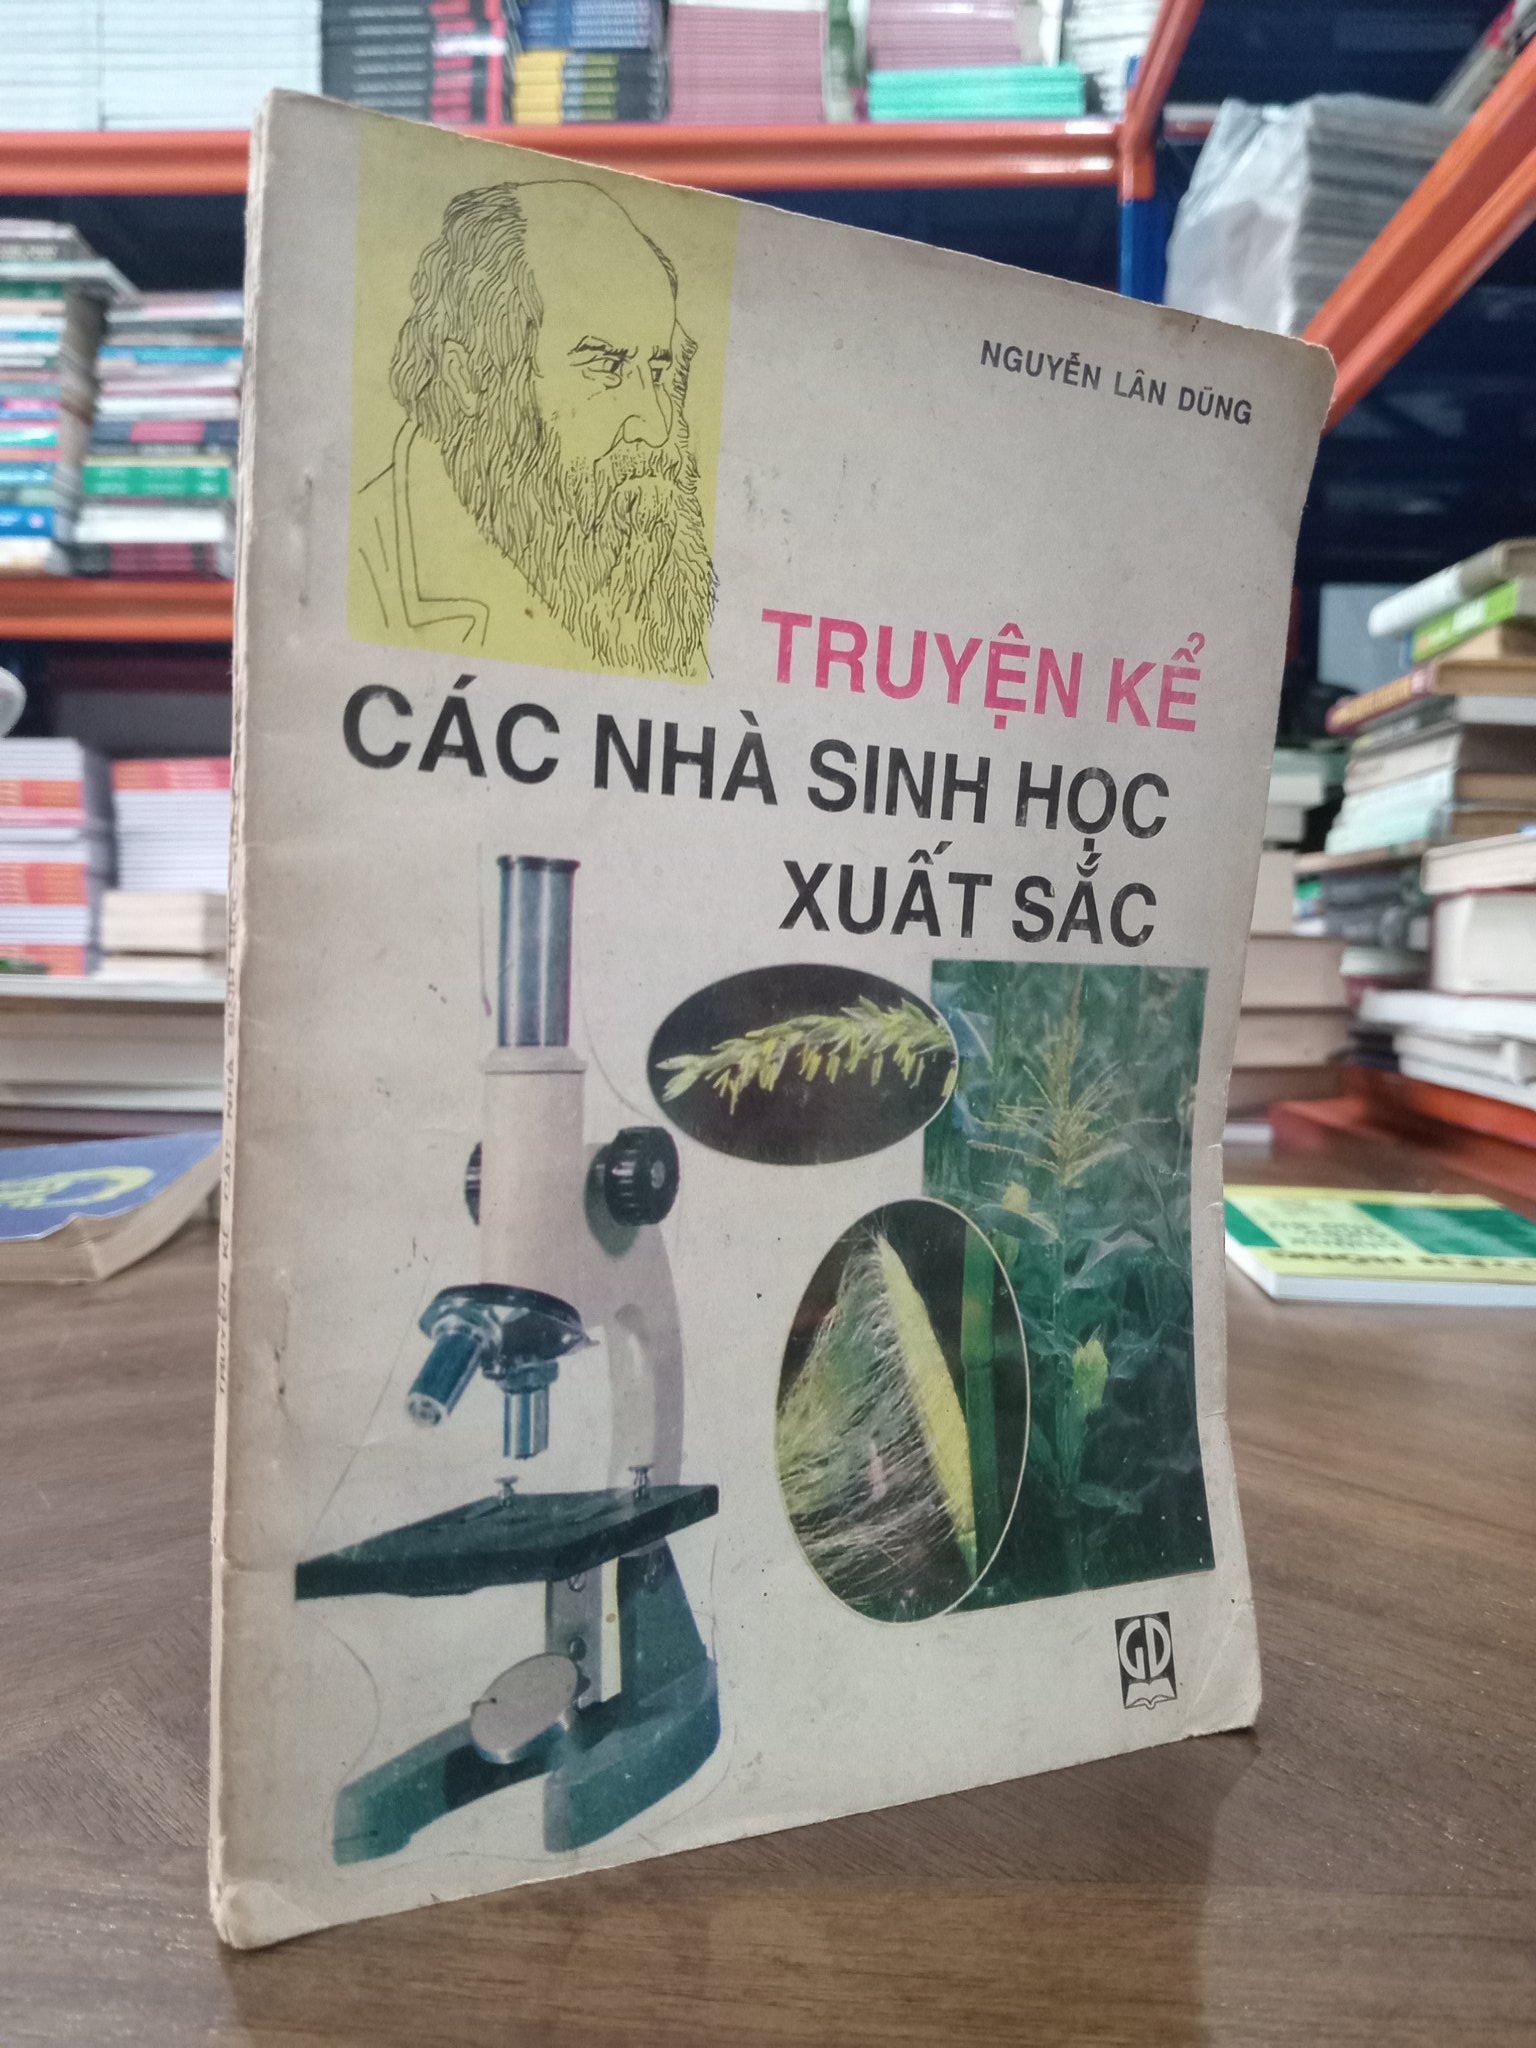 NGUYỄN LÂN DŨNG
TRUYỆN KỂ
CÁC NHÀ SINH HỌC
XUẤT SẮC
GD